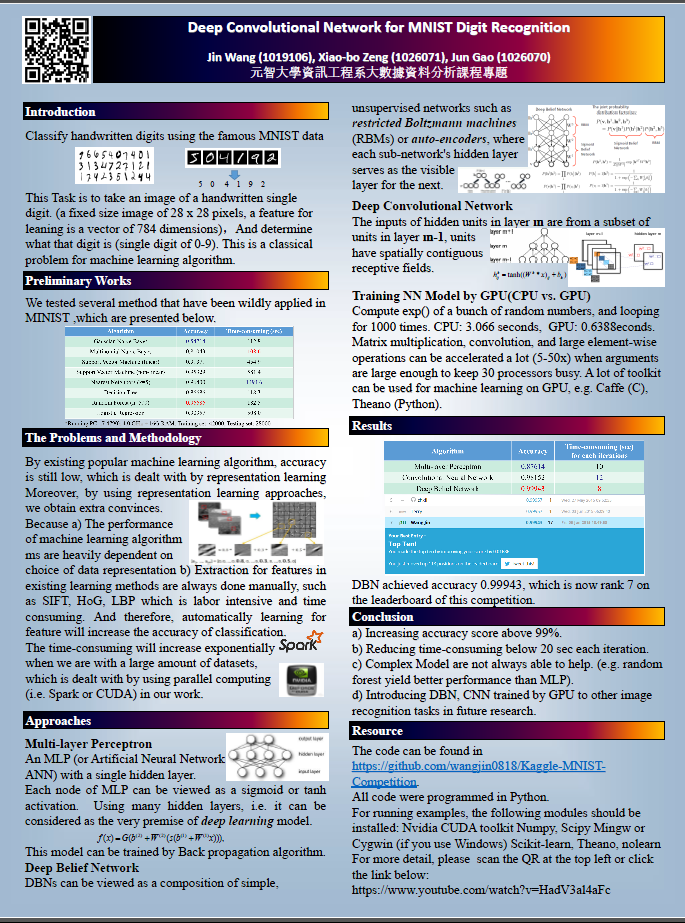 Deep Convolutional Network for MNIST Digit Recognition
Jin Wang (1019106), Xiao-bo Zeng (1026071), Jun Gao (1026070)
元智大學資訊工程系大數據資料分析課程專題
Introduction
Classify handwritten digits using the famous MNIST data
5 0 4 1 9 2
This Task is to take an image of a handwritten single
digit. (a fixed size image of 28 x 28 pixels, a feature for
leaning is a vector of 784 dimensions), And determine
what that digit is (single digit of 0-9). This is a classical
problem for machine learning algorithm.
Preliminary Works
We tested several method that have been wildly applied in
MINIST ,which are presented below.
Algorithm Accuracy Time-consuming (sec)
The Problems and Methodology
By existing popular machine learning algorithm, accuracy
is still low, which is dealt with by representation learning
Moreover, by using representation learning approaches,
we obtain extra convinces.
Because a) The performance
of machine learning algorithm
ms are heavily dependent on
choice of data representation b) Extraction for features in
existing learning methods are always done manually, such
as SIFT, HoG, LBP which is labor intensive and time
consuming. And therefore, automatically learning for
feature will increase the accuracy of classification.
The time-consuming will increase exponentially
Spark
when we are with a large amount of datasets,
which is dealt with by using parallel computing
(i.e. Spark or CUDA) in our work.
NVIDIA
Approaches
Multi-layer Perceptron
An MLP (or Artificial Neural Network
ANN) with a single hidden layer.
output layer
hidden layer
input layer
Each node of MLP can be viewed as a sigmoid or tanh
activation. Using many hidden layers, i.e. it can be
considered as the very premise of deep learning model.
This model can be trained by Back propagation algorithm.
Deep Belief Network
DBNs can be viewed as a composition of simple,
unsupervised networks such as
restricted Boltzmann machines
(RBMs) or auto-encoders, where
each sub-network's hidden layer
serves as the visible
layer for the next.
Deep Belief Network
Deep Convolutional Network
The inputs of hidden units in layer m are from a subset of
units in layer m-1, units
have spatially contiguous
receptive fields.
layer m+1
layer m
layer m-1
hidden layer m
Training NN Model by GPU(CPU vs. GPU)
Compute exp() of a bunch of random numbers, and looping
for 1000 times. CPU: 3.066 seconds, GPU: 0.6388econds.
Matrix multiplication, convolution, and large element-wise
operations can be accelerated a lot (5-50x) when arguments
are large enough to keep 30 processors busy. A lot of toolkit
can be used for machine learning on GPU, e.g. Caffe (C),
Theano (Python).
Results
Algorithm Accuracy Time-consuming (sec) for each iterations
Multi-layer Perceptron 0.87614 10
Convolutional Neural Network 0.98152 12
Deep Belief Network 0.99943 8
Your Best Entry
Top Ten!
DBN achieved accuracy 0.99943, which is now rank 7 on
the leaderboard of this competition.
Conclusion
a) Increasing accuracy score above 99%.
b) Reducing time-consuming below 20 sec each iteration.
c) Complex Model are not always able to help. (e.g. random
forest yield better performance than MLP).
d) Introducing DBN, CNN trained by GPU to other image
recognition tasks in future research.
Resource
The code can be found in
https://github.com/wangjin0818/Kaggle-MNIST-
Competition.
All code were programmed in Python.
For running examples, the following modules should be
installed: Nvidia CUDA toolkit Numpy, Scipy Mingw or
Cygwin (if you use Windows) Scikit-learn, Theano, nolearn
For more detail, please scan the QR at the top left or click
the link below:
https://www.youtube.com/watch?v=HadV3al4aFc